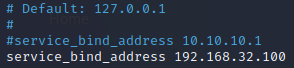 # Default: 127.0.0.1
#
#service_bind_address 10.10.10.1
service_bind_address 192.168.32.100